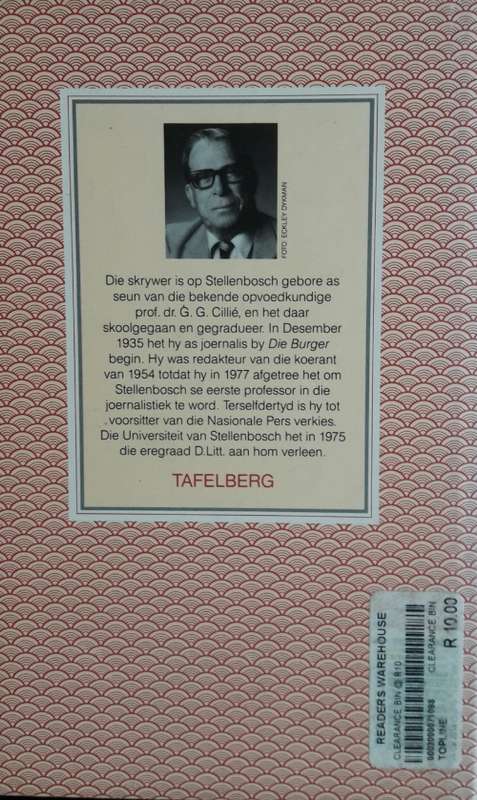 FOTO: ECKLEY DYKMAN
Die skrywer is op Stellenbosch gebore as
seun van die bekende opvoedkundige
prof. dr. G. G. Cillié, en het daar
skoolgegaan en gegradueer. In Desember
1935 het hy as joernalis by Die Burger
begin. Hy was redakteur van die koerant
van 1954 totdat hy in 1977 afgetree het om
Stellenbosch se eerste professor in die
joernalistiek te word. Terselfdertyd is hy tot
voorsitter van die Nasionale Pers verkies.
Die Universiteit van Stellenbosch het in 1975
die eregraad D.Litt. aan hom verleen.
TAFELBERG
READERS WAREHOUSE
CLEARANCE BIN @ R10
TOPLINE
CLEARANCE BIN
R 10.00